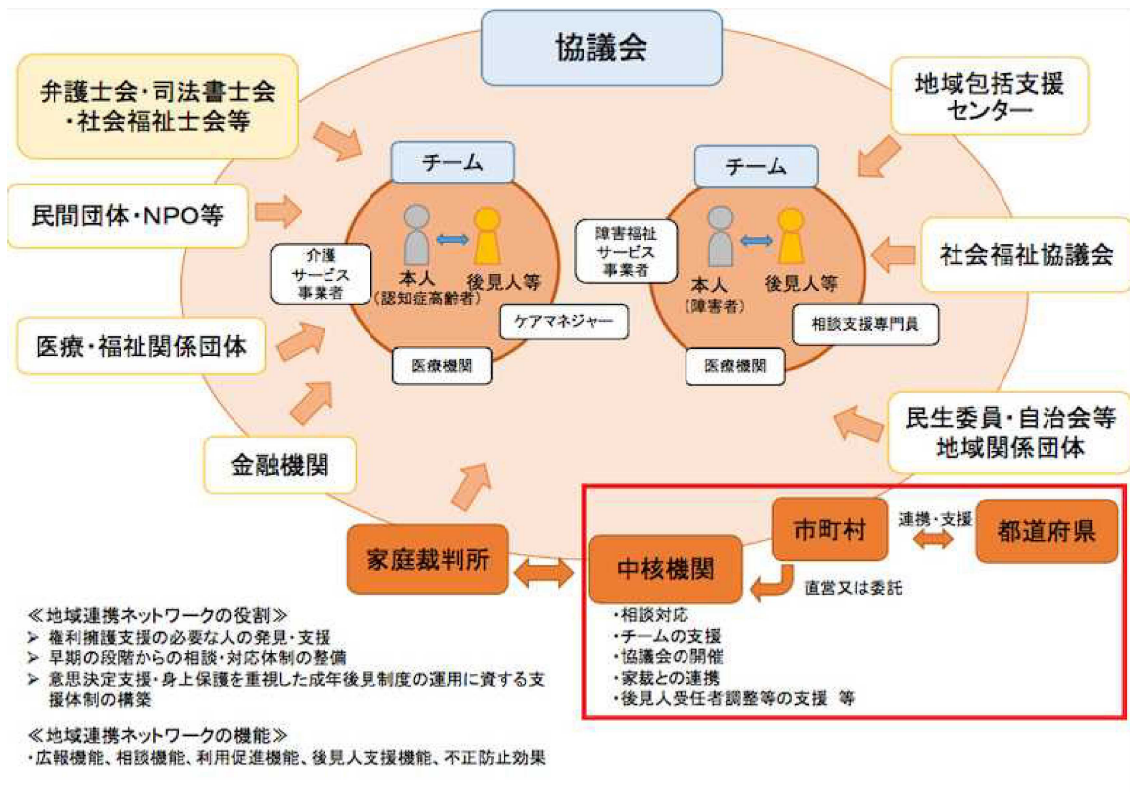 協議会
弁護士会・司法書士会
・社会福祉士会等
地域包括支援
センター
チーム
チーム
民間団体・NPO等
介護
サービス
事業者
本人
(認知症高齢者)
後見人等
障害福祉
サービス
事業者
本人
(障害者)
後見人等
社会福祉協議会
ケアマネジャー
相談支援専門員
医療・福祉関係団体
医療機関
医療機関
民生委員・自治会等
地域関係団体
金融機関
家庭裁判所
中核機関
市町村
連携・支援
都道府県
直営又は委託
・相談対応
・チームの支援
・協議会の開催
・家裁との連携
・後見人受任者調整等の支援 等
≪地域連携ネットワークの役割≫
➢ 権利擁護支援の必要な人の発見・支援
➢ 早期の段階からの相談・対応体制の整備
➢ 意思決定支援・身上保護を重視した成年後見制度の運用に資する支
援体制の構築
≪地域連携ネットワークの機能≫
・広報機能、相談機能、利用促進機能、後見人支援機能、不正防止効果